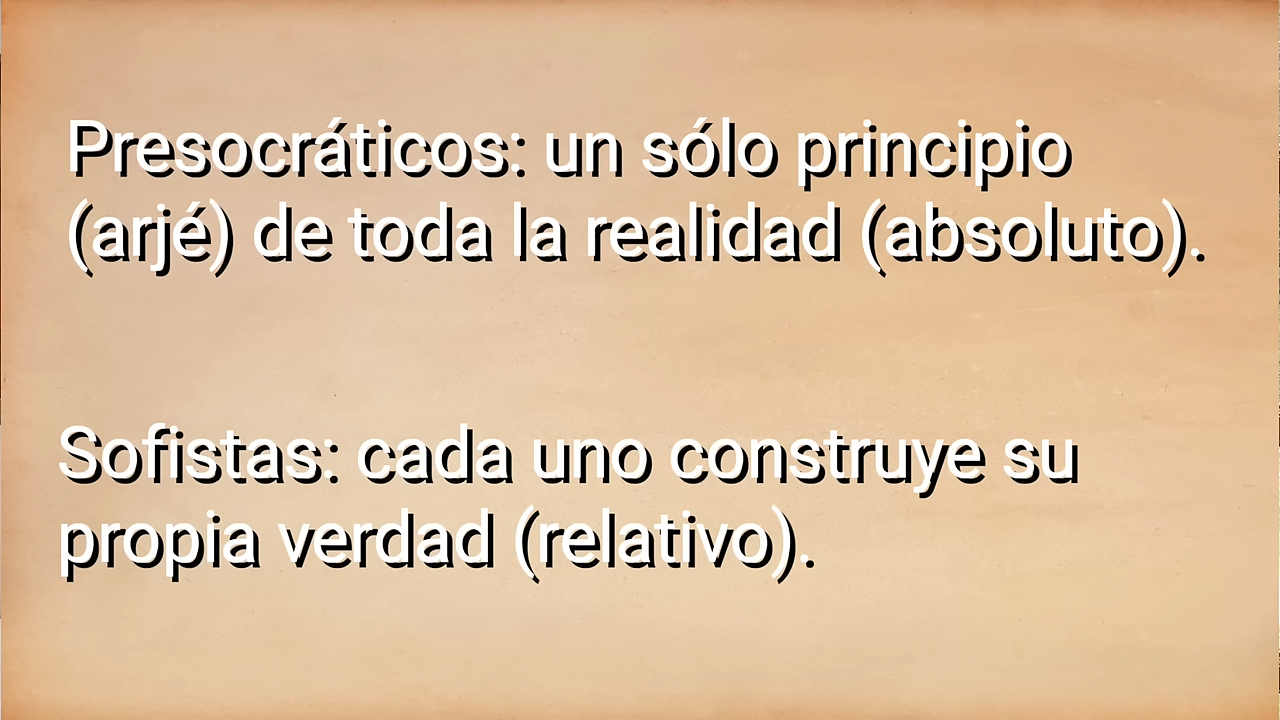 Presocráticos: un sólo principio
(arjé) de toda la realidad (absoluto).
Sofistas: cada uno construye su
propia verdad (relativo).